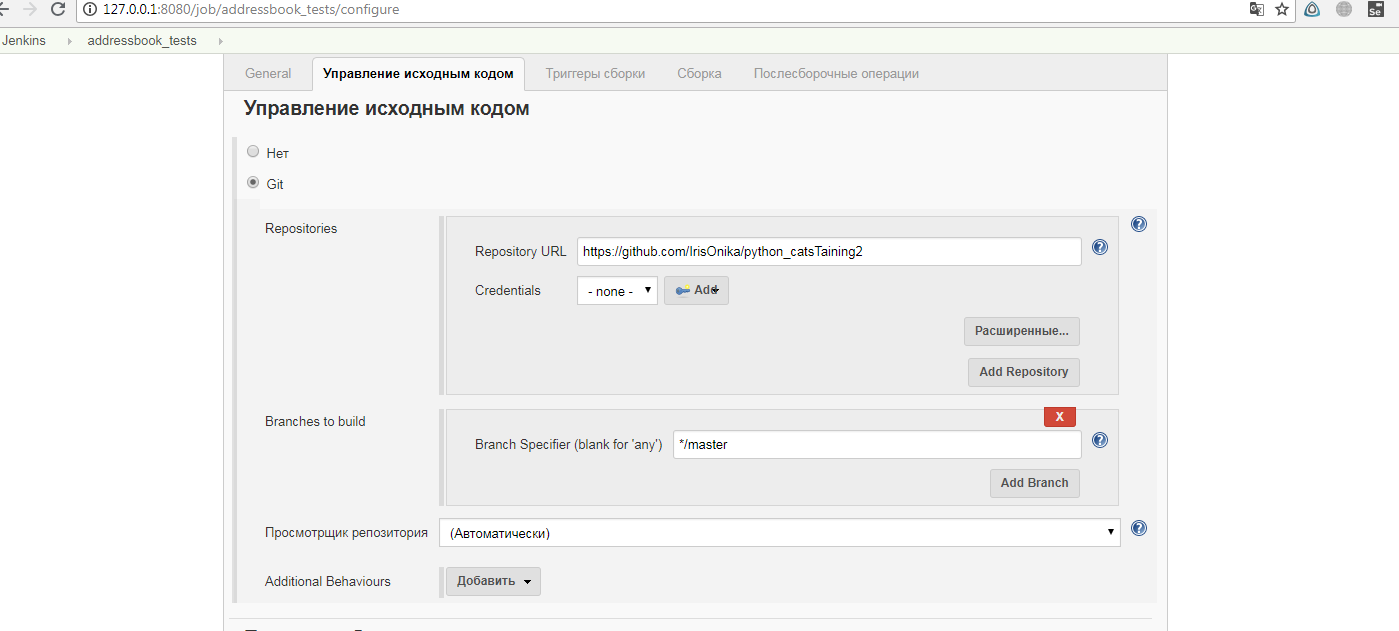 127.0.0.1:8080/job/addressbook_tests/configure
Jenkins addressbook_tests
General Управление исходным кодом Триггеры сборки Сборка Послесборочные операции
Управление исходным кодом
Нет
Git
Repositories
Repository URL https://github.com/IrisOnika/python_catsTaining2
Credentials - none - Add
Расширенные...
Add Repository
Branches to build
X
Branch Specifier (blank for 'any') */master
Add Branch
Просмотрщик репозитория (Автоматически)
Additional Behaviours Добавить